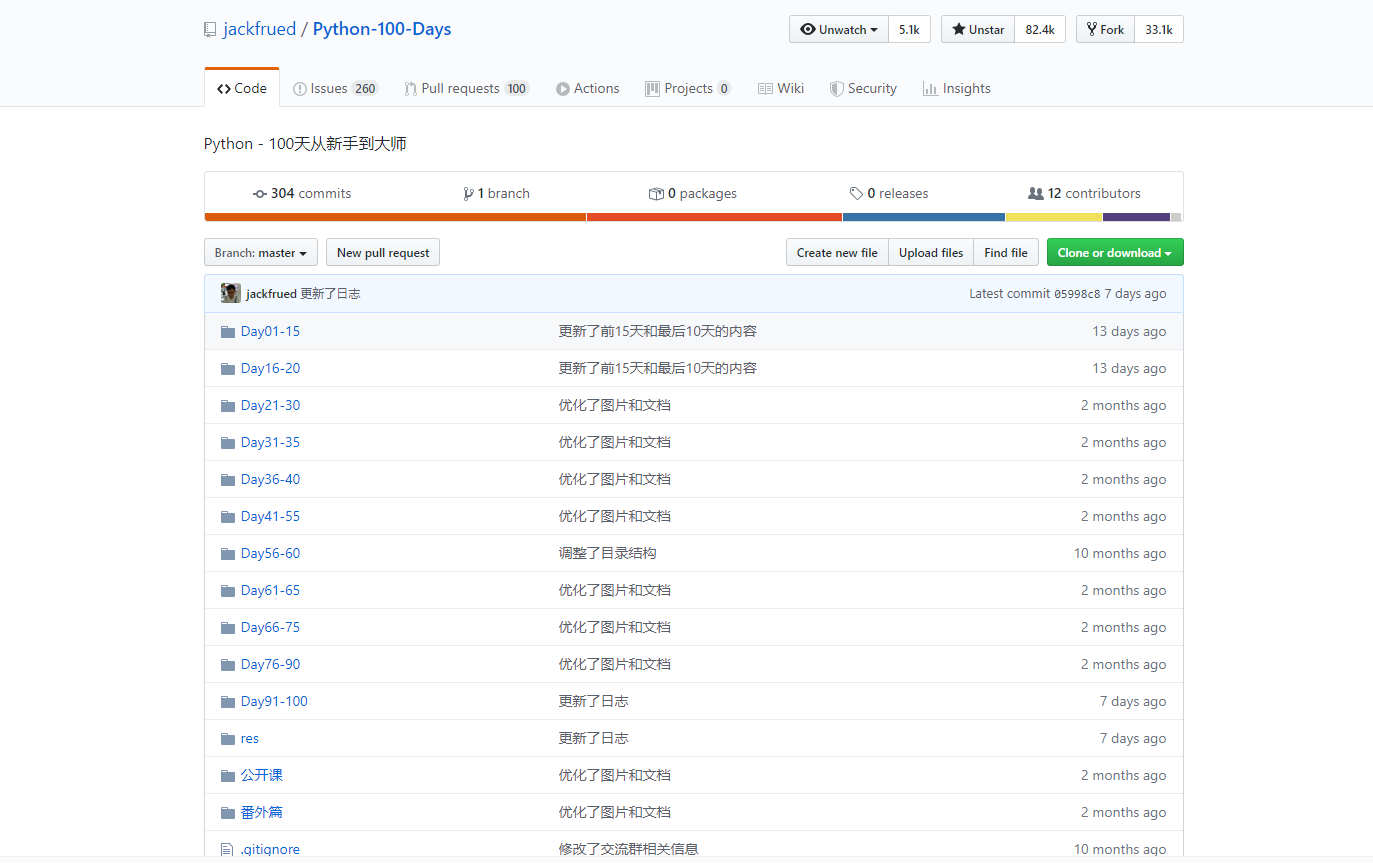 jackfrued / Python-100-Days
Unwatch 5.1k Unstar 82.4k Fork 33.1k
Code Issues 260 Pull requests 100 Actions Projects 0 Wiki Security Insights
Python - 100天从新手到大师
304 commits 1 branch 0 packages 0 releases 12 contributors
Branch: master New pull request Create new file Upload files Find file Clone or download
jackfrued 更新了日志 Latest commit 05998c8 7 days ago
Day01-15 更新了前15天和最后10天的内容 13 days ago
Day16-20 更新了前15天和最后10天的内容 13 days ago
Day21-30 优化了图片和文档 2 months ago
Day31-35 优化了图片和文档 2 months ago
Day36-40 优化了图片和文档 2 months ago
Day41-55 优化了图片和文档 2 months ago
Day56-60 调整了目录结构 10 months ago
Day61-65 优化了图片和文档 2 months ago
Day66-75 优化了图片和文档 2 months ago
Day76-90 优化了图片和文档 2 months ago
Day91-100 更新了日志 7 days ago
res 更新了日志 7 days ago
公开课 优化了图片和文档 2 months ago
番外篇 优化了图片和文档 2 months ago
.gitignore 修改了交流群相关信息 10 months ago